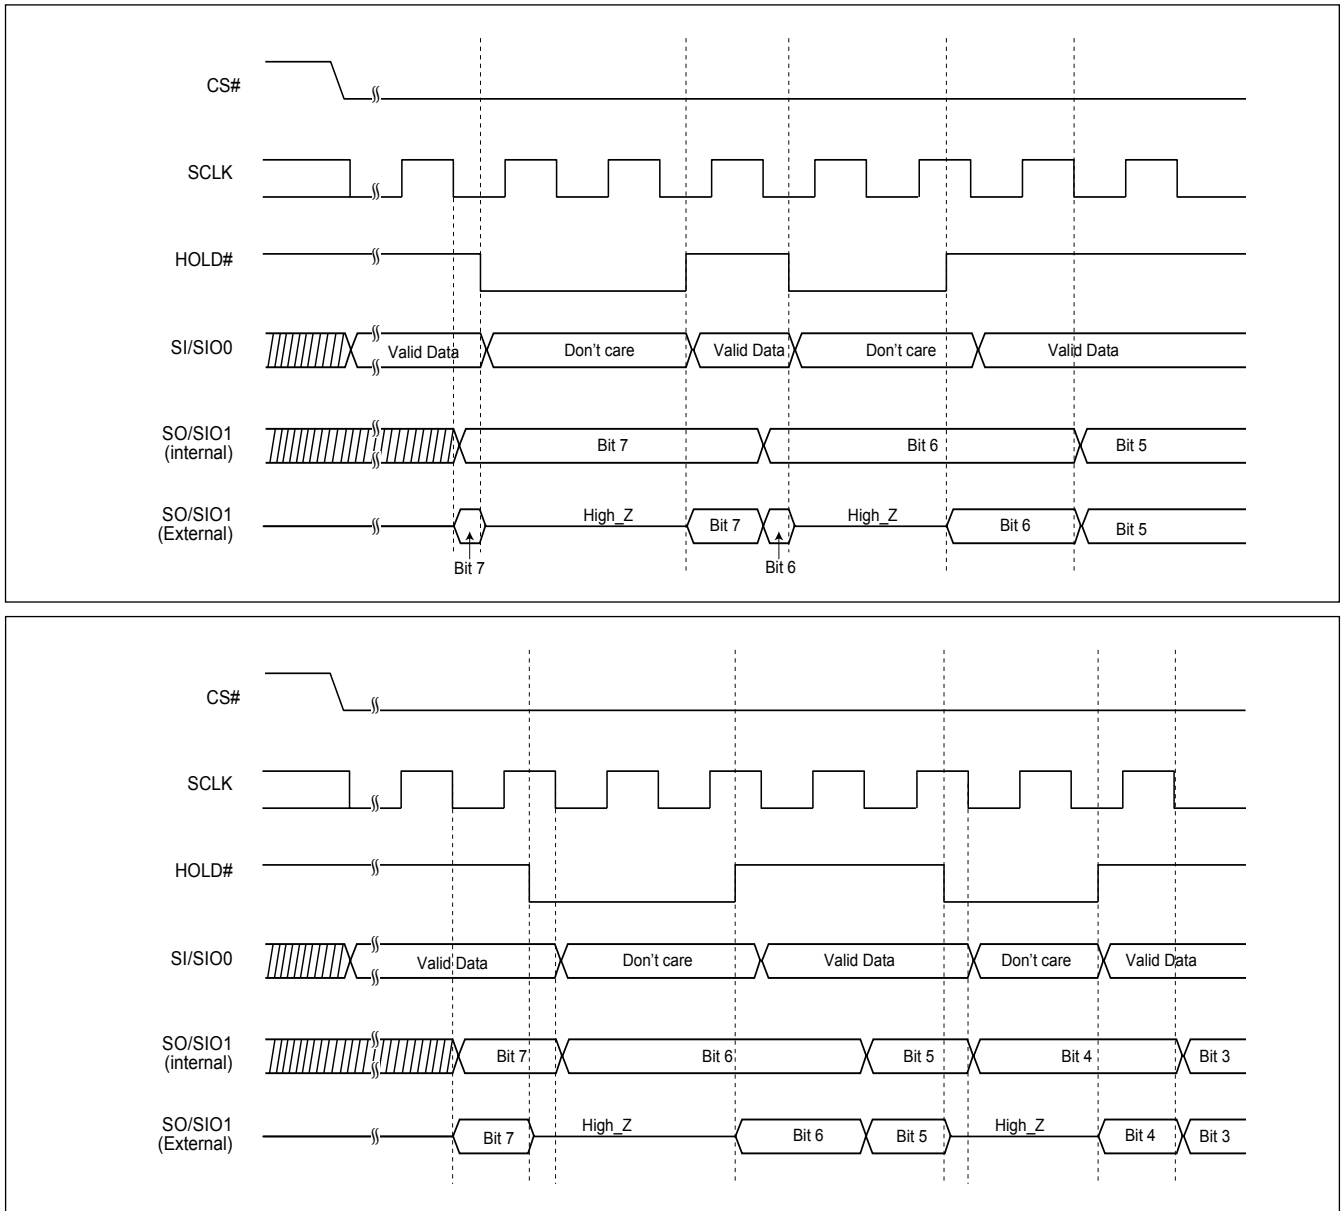 CS#
SCLK
HOLD#
SI/SIO0
Valid Data
Don't care
Valid Data
Don't care
Valid Data
SO/SIO1
(internal)
Bit 7
Bit 6
Bit 5
SO/SIO1
(External)
High_Z
Bit 7
High_Z
Bit 6
Bit 5
Bit 7
Bit 6
CS#
SCLK
HOLD#
SI/SIO0
Valid Data
Don't care
Valid Data
Don't care
Valid Data
SO/SIO1
(internal)
Bit 7
Bit 6
Bit 5
Bit 4
Bit 3
SO/SIO1
(External)
Bit 7
High_Z
Bit 6
Bit 5
High_Z
Bit 4
Bit 3